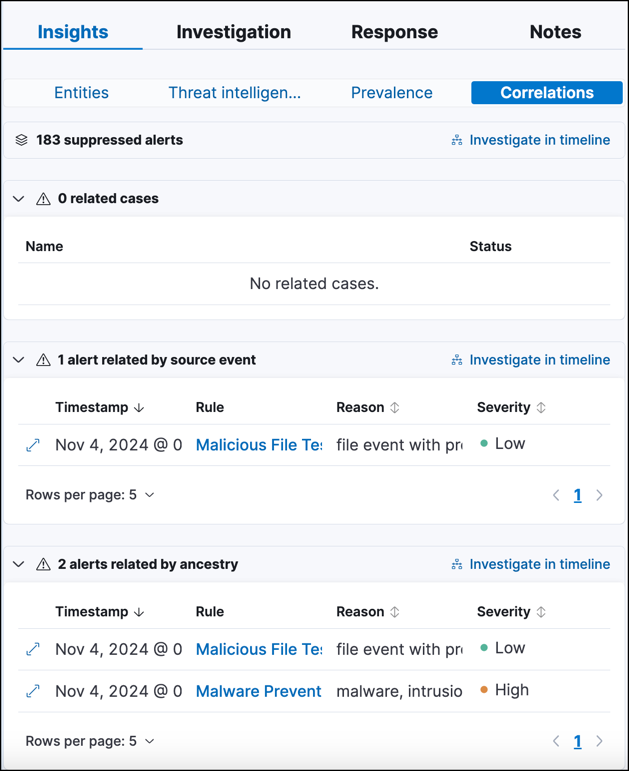 Insights Investigation Response Notes
Entities Threat intelligen... Prevalence Correlations
183 suppressed alerts Investigate in timeline
0 related cases
Name Status
No related cases.
1 alert related by source event Investigate in timeline
Timestamp Rule Reason Severity
Nov 4, 2024 @ 0 Malicious File Tes file event with pro Low
Rows per page: 5 1
2 alerts related by ancestry Investigate in timeline
Timestamp Rule Reason Severity
Nov 4, 2024 @ 0 Malicious File Tes file event with pro Low
Nov 4, 2024 @ 0 Malware Prevent malware, intrusio High
Rows per page: 5 1